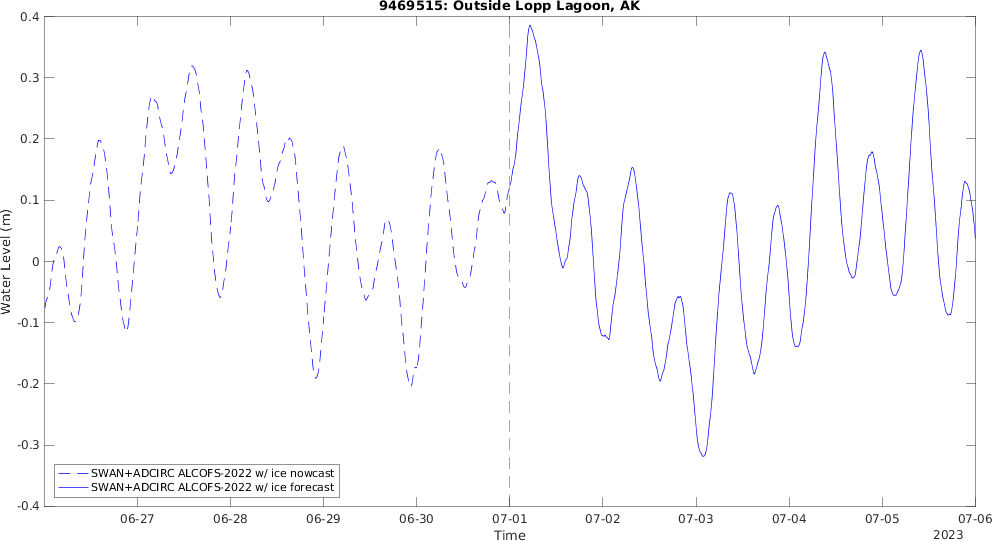 9469515: Outside Lopp Lagoon, AK
Water Level (m)
0.4
0.3
0.2
0.1
0
-0.1
-0.2
-0.3
-0.4
SWAN+ADCIRC ALCOFS-2022 w/ ice nowcast
SWAN+ADCIRC ALCOFS-2022 w/ ice forecast
06-27 06-28 06-29 06-30 07-01 07-02 07-03 07-04 07-05 07-06
Time
2023